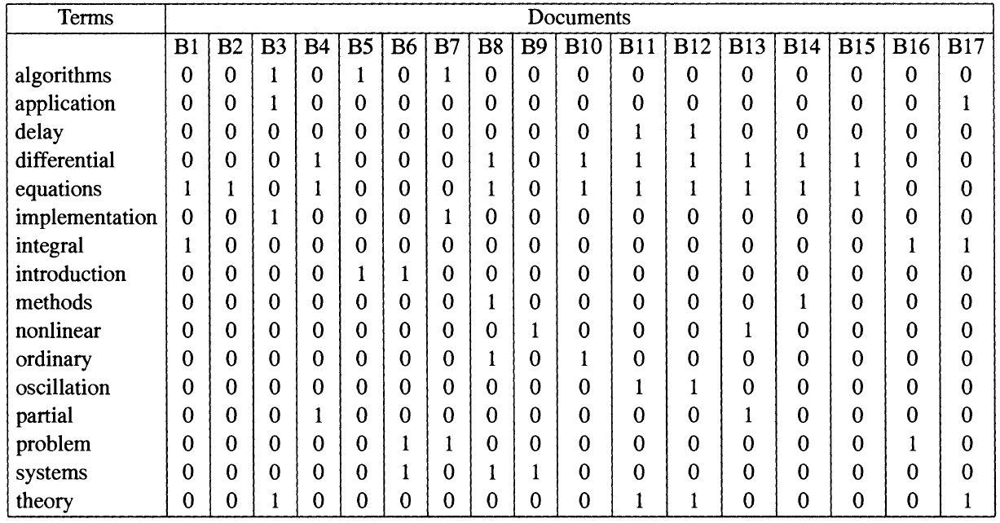 Terms Documents
B1 B2 B3 B4 B5 B6 B7 B8 B9 B10 B11 B12 B13 B14 B15 B16 B17
algorithms 0 0 1 0 1 0 1 0 0 0 0 0 0 0 0 0 0
application 0 0 1 0 0 0 0 0 0 0 0 0 0 0 0 0 1
delay 0 0 0 0 0 0 0 0 0 0 1 1 0 0 0 0 0
differential 0 0 0 1 0 0 0 1 0 1 1 1 1 1 1 0 0
equations 1 1 0 1 0 0 0 1 0 1 1 1 1 1 1 0 0
implementation 0 0 1 0 0 0 1 0 0 0 0 0 0 0 0 0 0
integral 1 0 0 0 0 0 0 0 0 0 0 0 0 0 0 1 1
introduction 0 0 0 0 1 1 0 0 0 0 0 0 0 0 0 0 0
methods 0 0 0 0 0 0 0 1 0 0 0 0 0 1 0 0 0
nonlinear 0 0 0 0 0 0 0 0 1 0 0 0 1 0 0 0 0
ordinary 0 0 0 0 0 0 0 1 0 1 0 0 0 0 0 0 0
oscillation 0 0 0 0 0 0 0 0 0 0 1 1 0 0 0 0 0
partial 0 0 0 1 0 0 0 0 0 0 0 0 1 0 0 0 0
problem 0 0 0 0 0 1 1 0 0 0 0 0 0 0 0 1 0
systems 0 0 0 0 0 1 0 1 1 0 0 0 0 0 0 0 0
theory 0 0 1 0 0 0 0 0 0 0 1 1 0 0 0 0 1